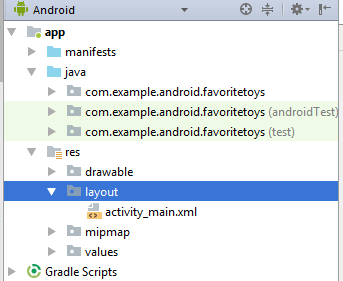 Android
app
manifests
java
com.example.android.favoritetoys
com.example.android.favoritetoys (androidTest)
com.example.android.favoritetoys (test)
res
drawable
layout
activity_main.xml
mipmap
values
Gradle Scripts